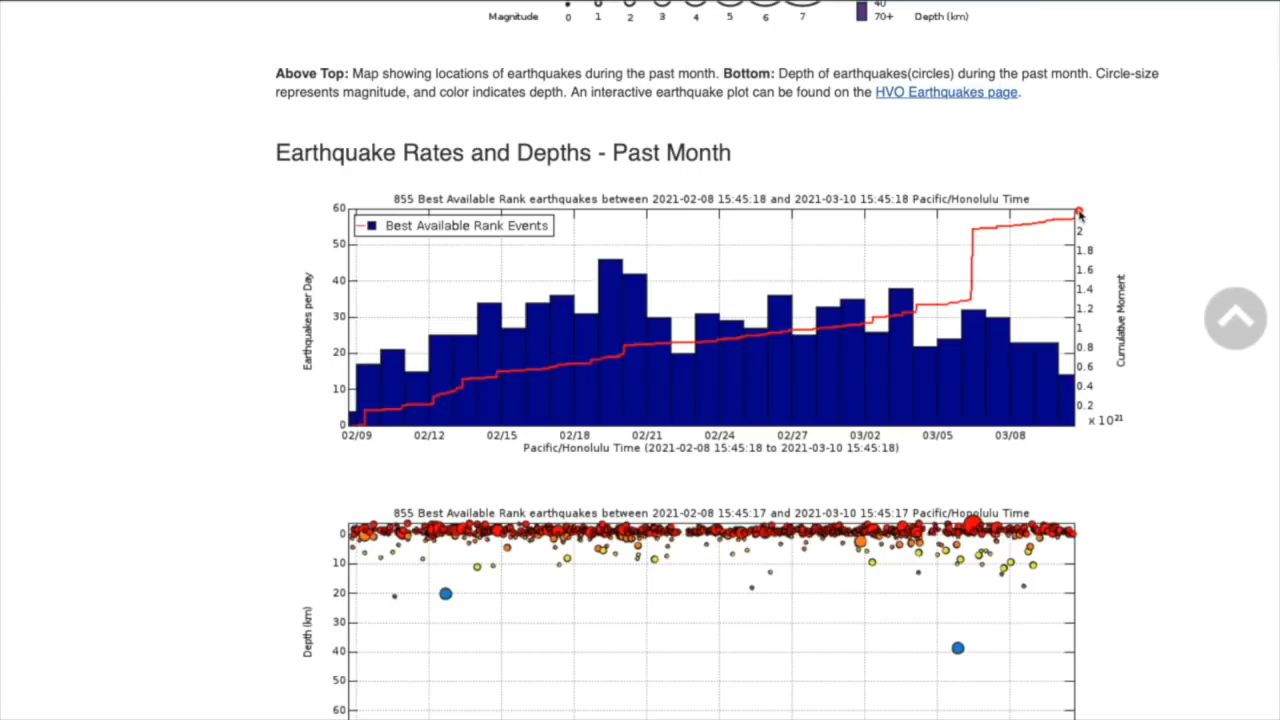 40
Magnitude 0 1 2 3 4 5 6 7 70+ Depth (km)
Above Top: Map showing locations of earthquakes during the past month. Bottom: Depth of earthquakes(circles) during the past month. Circle-size
represents magnitude, and color indicates depth. An interactive earthquake plot can be found on the HVO Earthquakes page.
Earthquake Rates and Depths - Past Month
855 Best Available Rank earthquakes between 2021-02-08 15:45:18 and 2021-03-10 15:45:18 Pacific/Honolulu Time
Best Available Rank Events
Earthquakes per Day
60
50
40
30
20
10
0
2
1.8
1.6
1.4
1.2
1
0.8
0.6
0.4
0.2
x 10²¹
Cumulative Moment
02/09 02/12 02/15 02/18 02/21 02/24 02/27 03/02 03/05 03/08
Pacific/Honolulu Time (2021-02-08 15:45:18 to 2021-03-10 15:45:18)
855 Best Available Rank earthquakes between 2021-02-08 15:45:17 and 2021-03-10 15:45:17 Pacific/Honolulu Time
Depth (km)
0
10
20
30
40
50
60